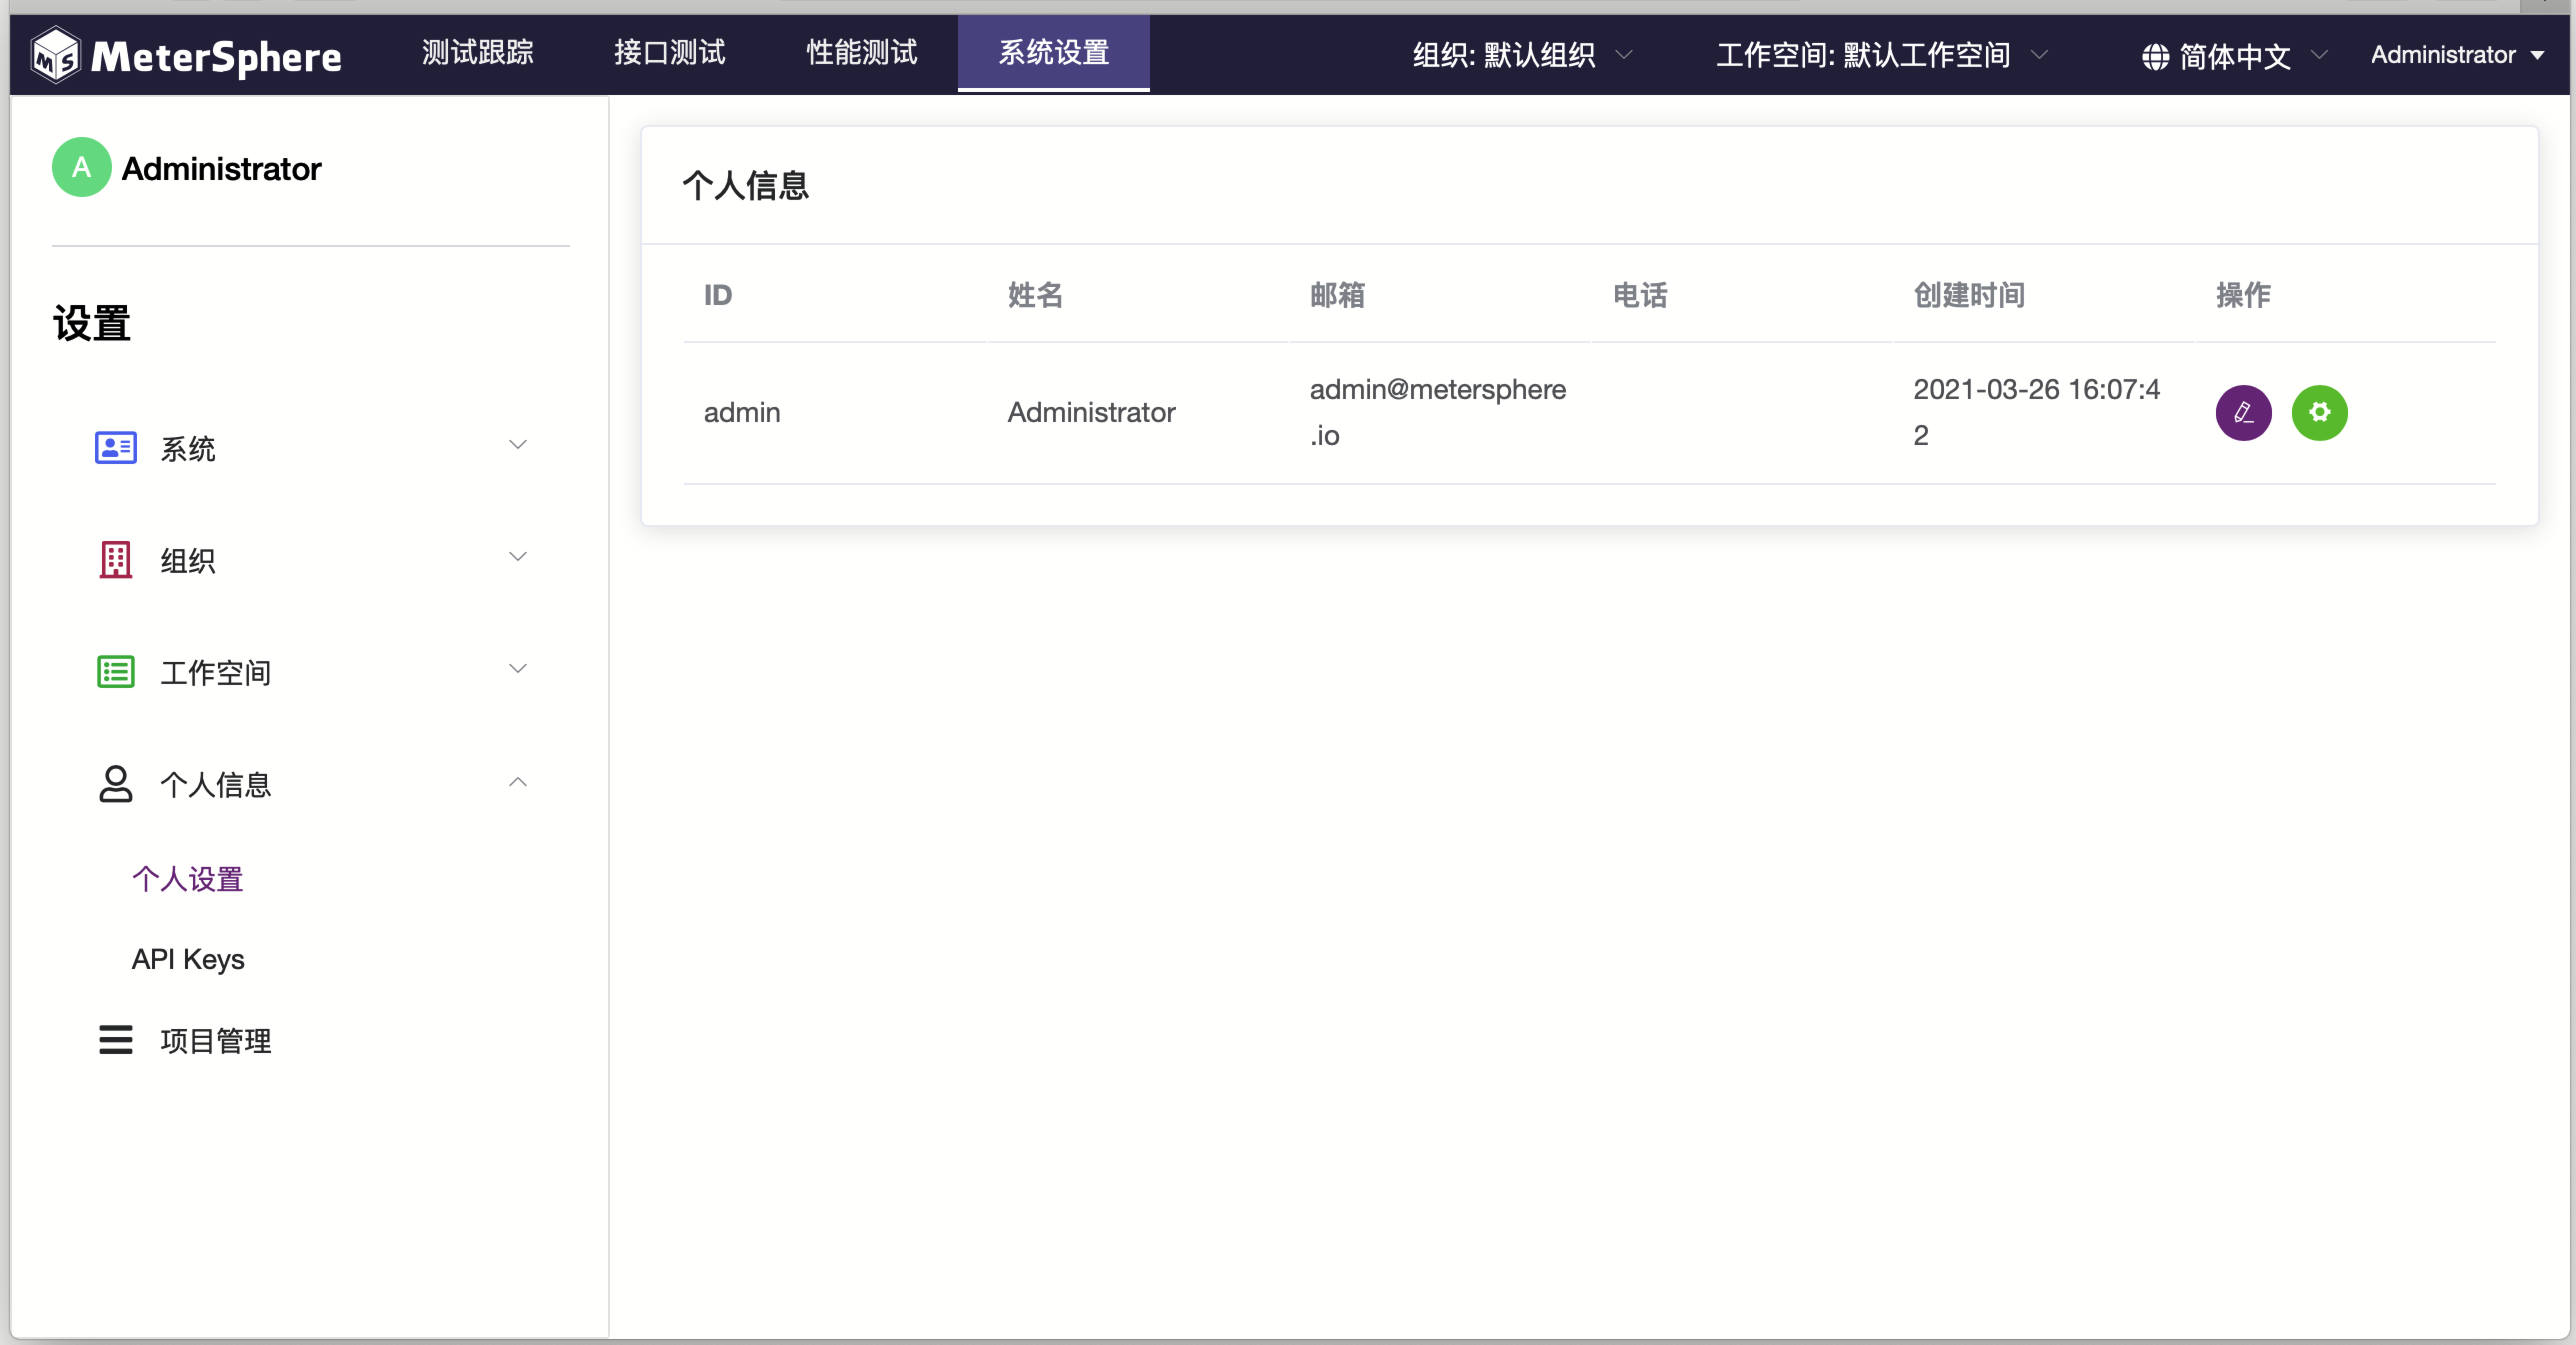 MS MeterSphere 测试跟踪 接口测试 性能测试 系统设置 组织: 默认组织 工作空间: 默认工作空间 简体中文 Administrator
A Administrator
设置
系统
组织
工作空间
个人信息
个人设置
API Keys
项目管理
个人信息
ID 姓名 邮箱 电话 创建时间 操作
admin Administrator admin@metersphere 2021-03-26 16:07:4
.io 2